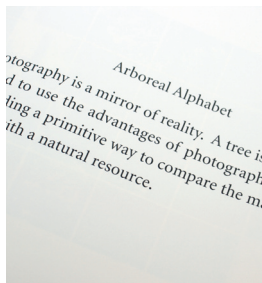 Arboreal Alphabet
otography is a mirror of reality. A tree is
d to use the advantages of photograph
ding a primitive way to compare the m
ith a natural resource.